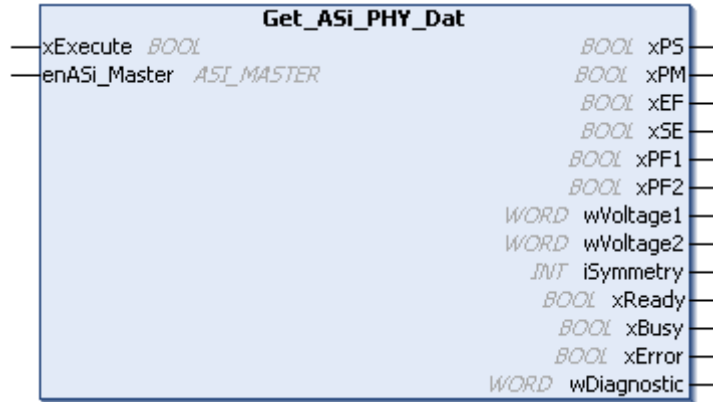 Get_ASi_PHY_Dat
xExecute BOOL BOOL xPS
enASi_Master ASI_MASTER BOOL xPM
BOOL xEF
BOOL xSE
BOOL xPF1
BOOL xPF2
WORD wVoltage1
WORD wVoltage2
INT iSymmetry
BOOL xReady
BOOL xBusy
BOOL xError
WORD wDiagnostic